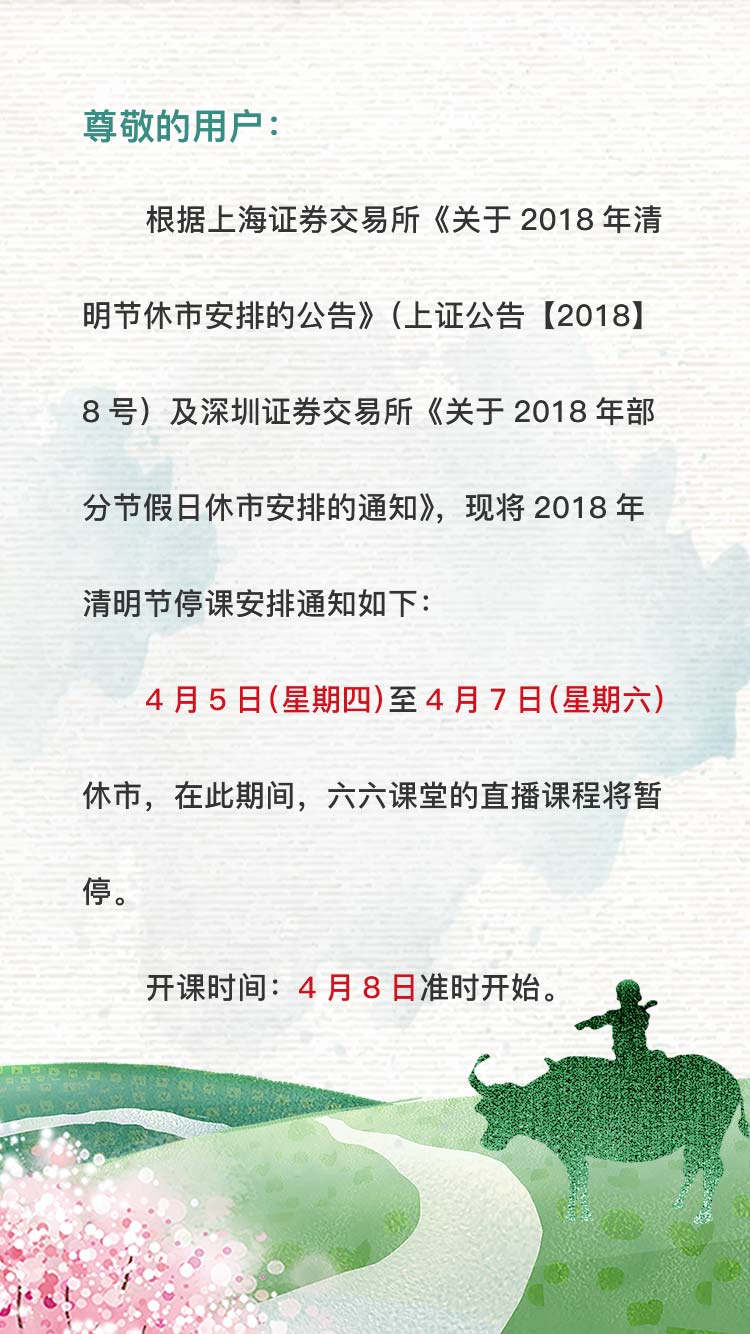 尊敬的用户：
根据上海证券交易所《关于 2018 年清
明节休市安排的公告》（上证公告【2018】
8 号）及深圳证券交易所《关于 2018 年部
分节假日休市安排的通知》，现将 2018 年
清明节停课安排通知如下：
4 月 5 日（星期四）至 4 月 7 日（星期六）
休市，在此期间，六六课堂的直播课程将暂
停。
开课时间：4 月 8 日准时开始。